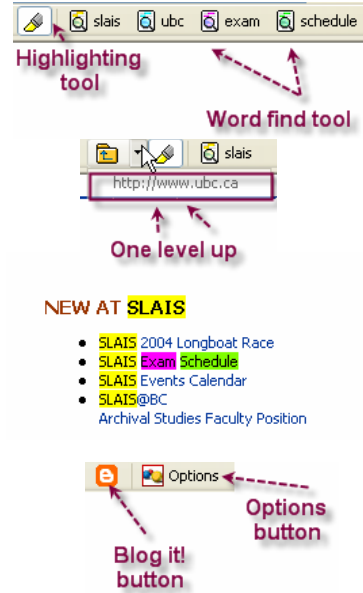 slais ubc exam schedule
Highlighting
tool
Word find tool
slais
http://www.ubc.ca
One level up
NEW AT SLAIS
SLAIS 2004 Longboat Race
SLAIS Exam Schedule
SLAIS Events Calendar
SLAIS@BC
Archival Studies Faculty Position
Options
Options
button
Blog it!
button